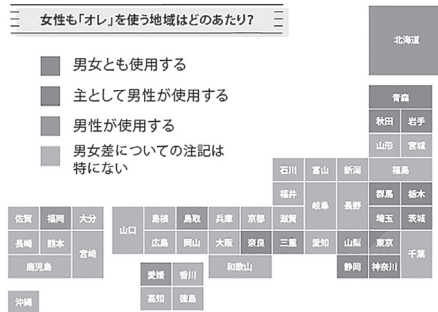 女性も「オレ」を使う地域はどのあたり?
男女とも使用する
主として男性が使用する
男性が使用する
男女差についての注記は
特にない
北海道
青森
秋田 岩手
山形 宮城
石川 富山 新潟 福島
福井 岐阜 長野 群馬 栃木
佐賀 福岡 大分 山口 島根 鳥取 兵庫 京都 滋賀 埼玉 茨城
長崎 熊本 宮崎 広島 岡山 大阪 奈良 三重 愛知 山梨 東京 千葉
鹿児島 愛媛 香川 和歌山 静岡 神奈川
沖縄 高知 徳島